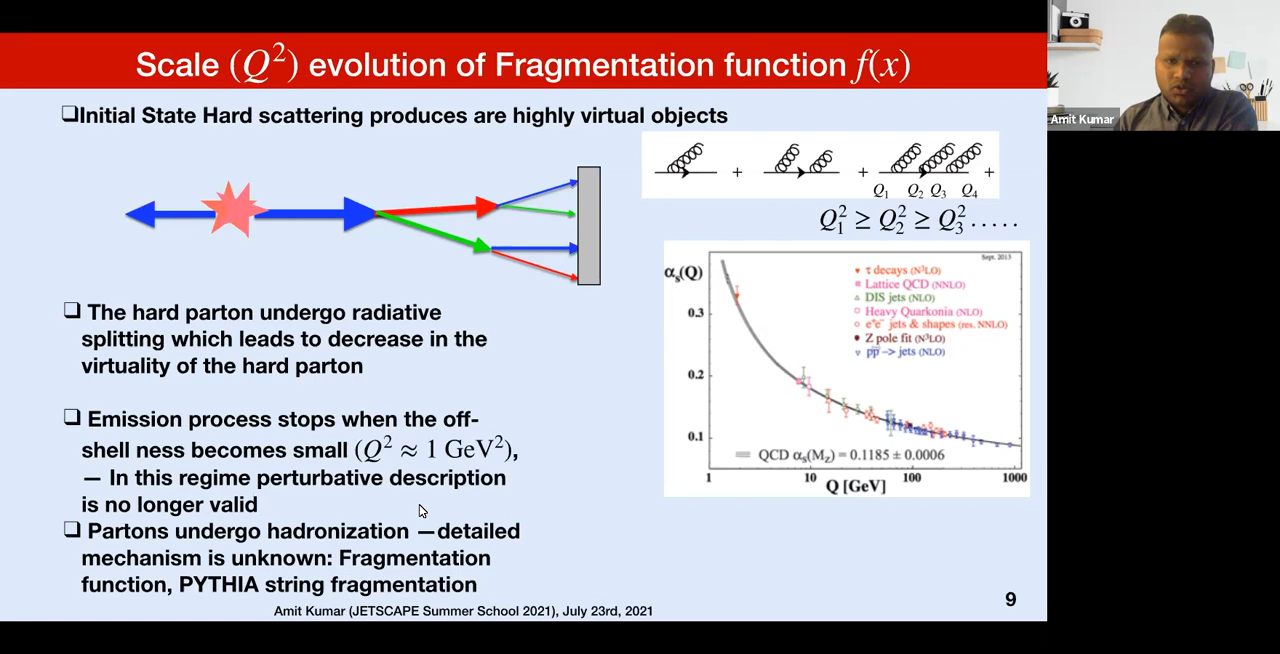 Scale (Q²) evolution of Fragmentation function f(x)
Amit Kumar
❑Initial State Hard scattering produces are highly virtual objects
+ + +
Q₁ Q₂ Q₃ Q₄
Q₁² ≥ Q₂² ≥ Q₃² .....
❑ The hard parton undergo radiative
splitting which leads to decrease in the
virtuality of the hard parton
❑ Emission process stops when the off-
shell ness becomes small (Q² ≈ 1 GeV²),
— In this regime perturbative description
is no longer valid
❑ Partons undergo hadronization —detailed
mechanism is unknown: Fragmentation
function, PYTHIA string fragmentation
Sept. 2013
αs(Q)
τ decays (N³LO)
Lattice QCD (NNLO)
DIS jets (NLO)
Heavy Quarkonia (NLO)
e⁺e⁻ jets & shapes (res. NNLO)
Z pole fit (N³LO)
pp̅ –> jets (NLO)
0.3
0.2
0.1
QCD αs(Mz) = 0.1185 ± 0.0006
1 10 100 1000
Q [GeV]
Amit Kumar (JETSCAPE Summer School 2021), July 23rd, 2021
9